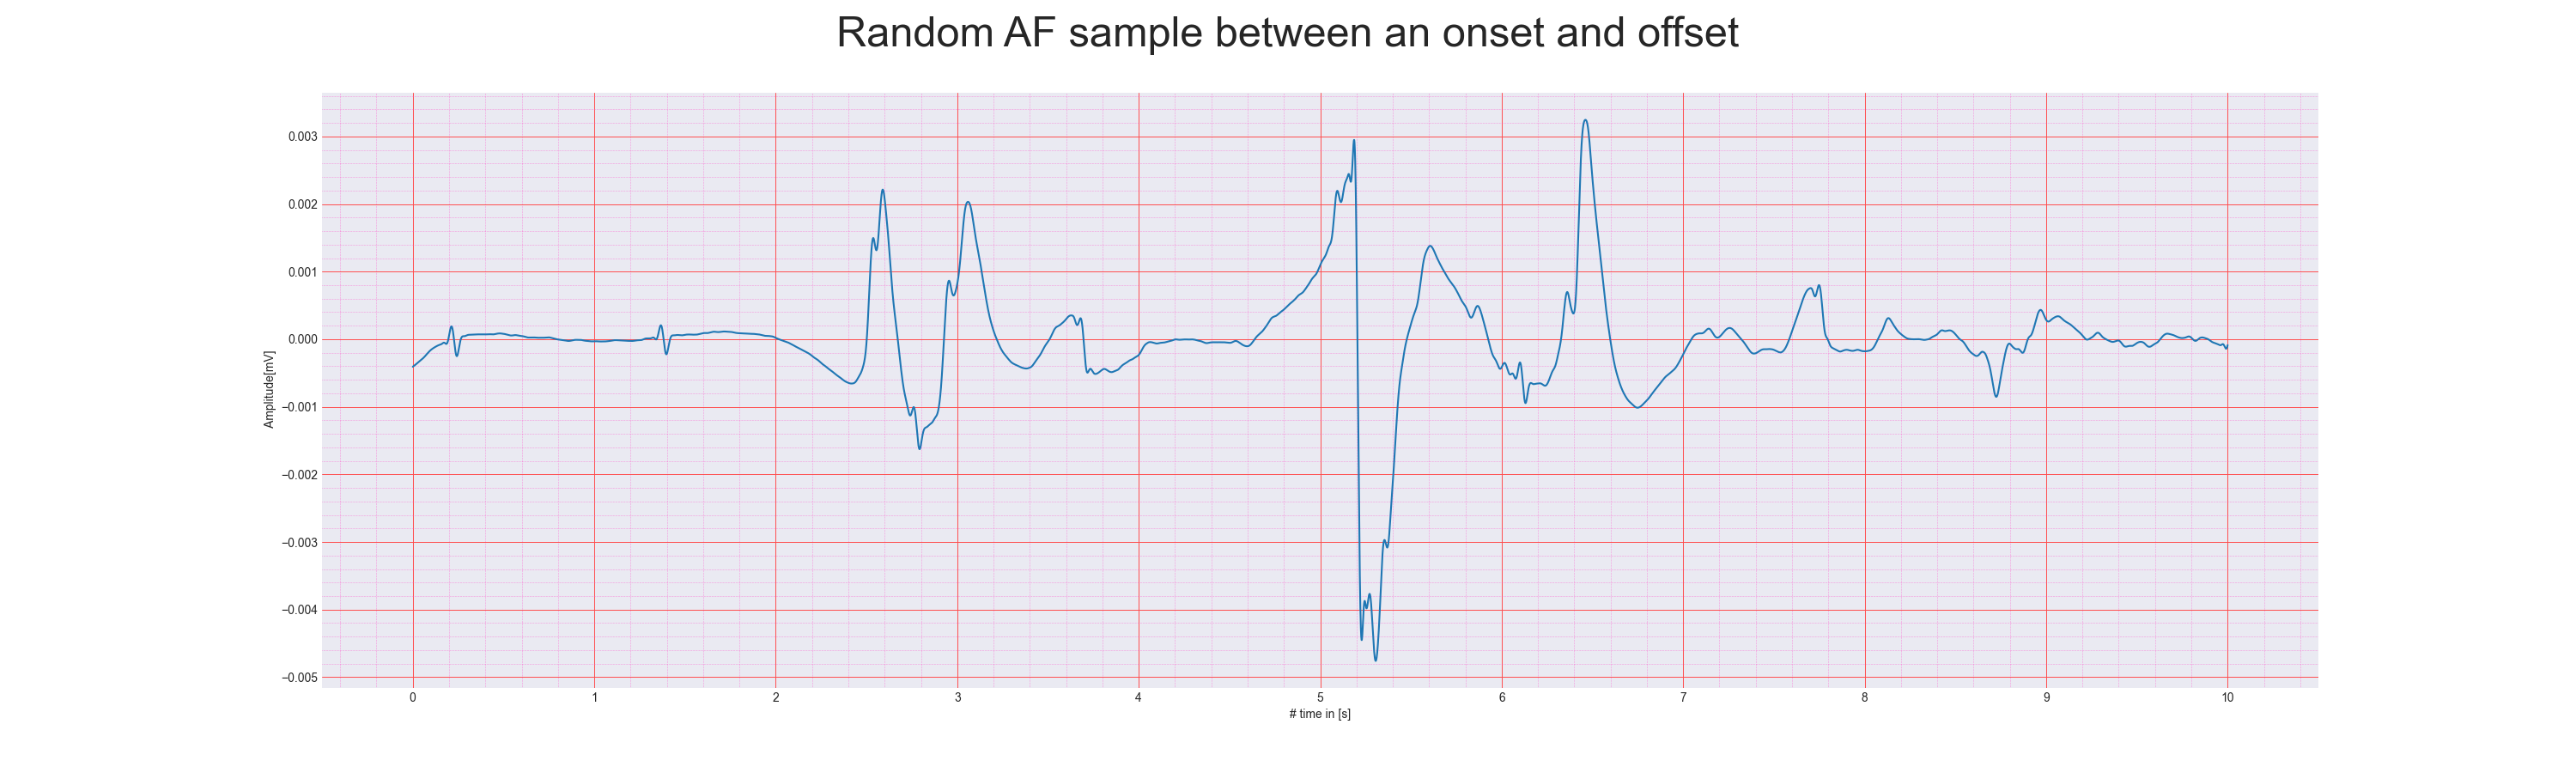 Random AF sample between an onset and offset
0.003
0.002
0.001
0.000
−0.001
−0.002
−0.003
−0.004
−0.005
Amplitude[mV]
0 1 2 3 4 5 6 7 8 9 10
# time in [s]